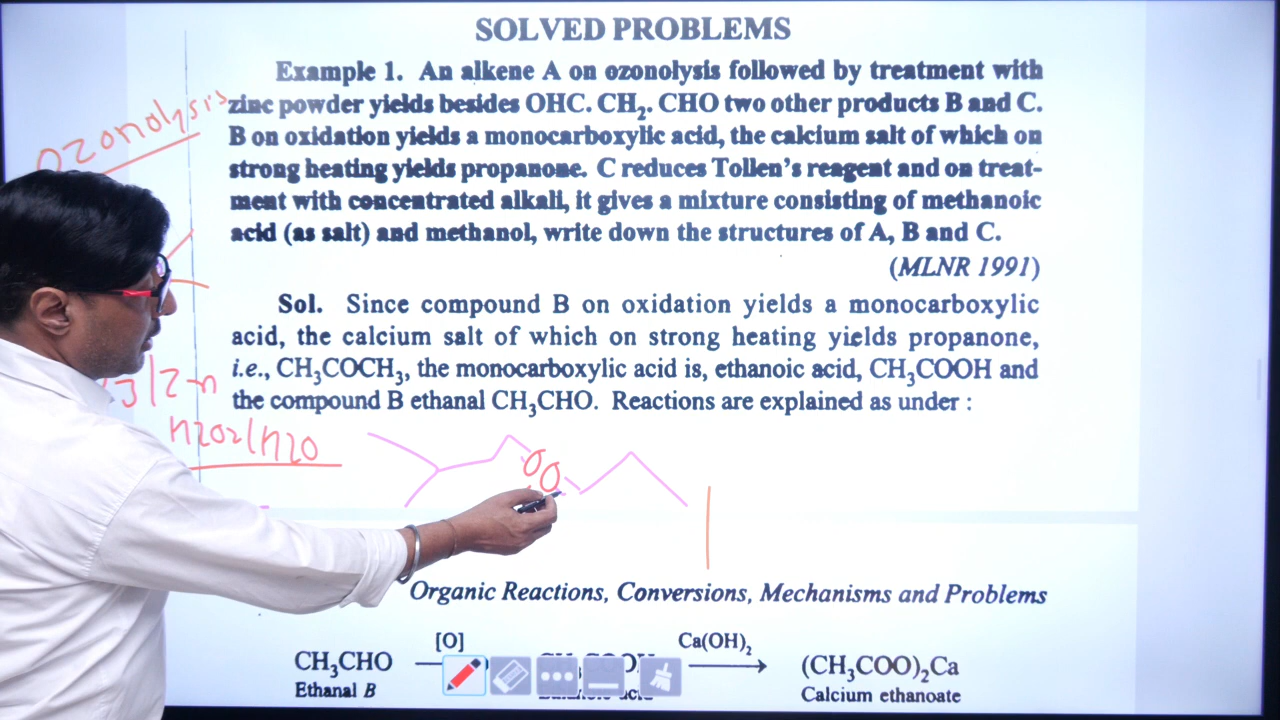 SOLVED PROBLEMS
Example 1. An alkene A on ozonolysis followed by treatment with
zinc powder yields besides OHC. CH₂. CHO two other products B and C.
B on oxidation yields a monocarboxylic acid, the calcium salt of which on
strong heating yields propanone. C reduces Tollen's reagent and on treat-
ment with concentrated alkali, it gives a mixture consisting of methanoic
acid (as salt) and methanol, write down the structures of A, B and C.
(MLNR 1991)
Sol. Since compound B on oxidation yields a monocarboxylic
acid, the calcium salt of which on strong heating yields propanone,
i.e., CH₃COCH₃, the monocarboxylic acid is, ethanoic acid, CH₃COOH and
the compound B ethanal CH₃CHO. Reactions are explained as under :
Ozonolysis
3/Zn
H2O2/H2O
O O
Organic Reactions, Conversions, Mechanisms and Problems
CH₃CHO [O] Ca(OH)₂ (CH₃COO)₂Ca
Ethanal B Calcium ethanoate